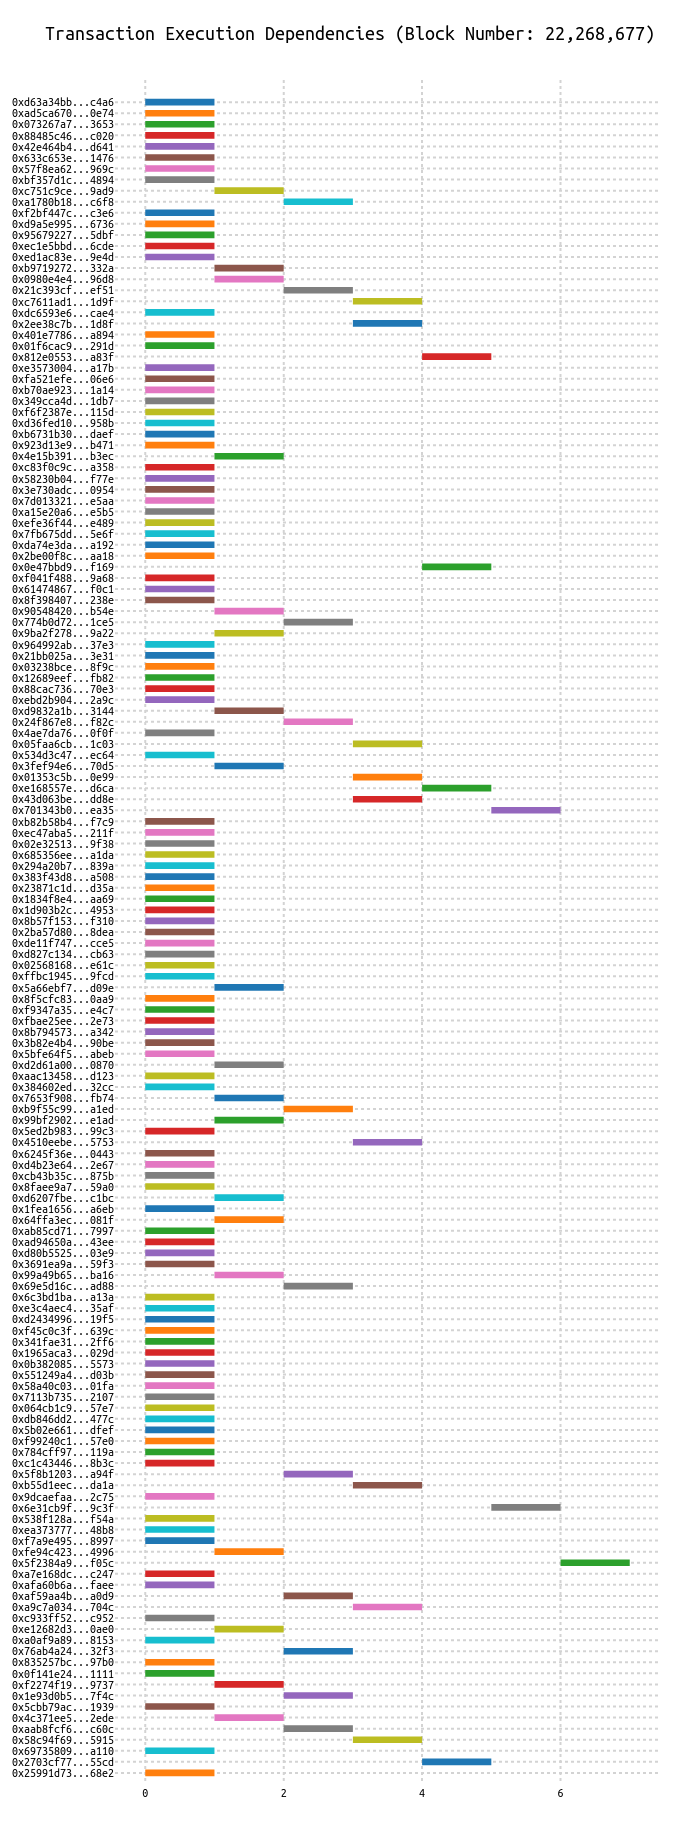 Transaction Execution Dependencies (Block Number: 22,268,677)
0xd63a34bb...c4a6
0xad5ca670...0e74
0x073267a7...3653
0x88485c46...c020
0x42e464b4...d641
0x633c653e...1476
0x57f8ea62...969c
0xbf357d1c...4894
0xc751c9ce...9ad9
0xa1780b18...c6f8
0xf2bf447c...c3e6
0xd9a5e995...6736
0x95679227...5dbf
0xec1e5bbd...6cde
0xed1ac83e...9e4d
0xb9719272...332a
0x0980e4e4...96d8
0x21c393cf...ef51
0xc7611ad1...1d9f
0xdc6593e6...cae4
0x2ee38c7b...1d8f
0x401e7786...a894
0x01f6cac9...291d
0x812e0553...a83f
0xe3573004...a17b
0xfa521efe...06e6
0xb70ae923...1a14
0x349cca4d...1db7
0xf6f2387e...115d
0xd36fed10...958b
0xb6731b30...daef
0x923d13e9...b471
0x4e15b391...b3ec
0xc83f0c9c...a358
0x58230b04...f77e
0x3e730adc...0954
0x7d013321...e5aa
0xa15e20a6...e5b5
0xefe36f44...e489
0x7fb675dd...5e6f
0xda74e3da...a192
0x2be00f8c...aa18
0x0e47bbd9...f169
0xf041f488...9a68
0x61474867...f0c1
0x8f398407...238e
0x90548420...b54e
0x774b0d72...1ce5
0x9ba2f278...9a22
0x964992ab...37e3
0x21bb025a...3e31
0x03238bce...8f9c
0x12689eef...fb82
0x88cac736...70e3
0xebd2b904...2a9c
0xd9832a1b...3144
0x24f867e8...f82c
0x4ae7da76...0f0f
0x05faa6cb...1c03
0x534d3c47...ec64
0x3fef94e6...70d5
0x01353c5b...0e99
0xe168557e...d6ca
0x43d063be...dd8e
0x701343b0...ea35
0xb82b58b4...f7c9
0xec47aba5...211f
0x02e32513...9f38
0x685356ee...a1da
0x294a20b7...839a
0x383f43d8...a508
0x23871c1d...d35a
0x1834f8e4...aa69
0x1d903b2c...4953
0x8b57f153...f310
0x2ba57d80...8dea
0xde11f747...cce5
0xd827c134...cb63
0x02568168...e61c
0xffbc1945...9fcd
0x5a66ebf7...d09e
0x8f5cfc83...0aa9
0xf9347a35...e4c7
0xfbae25ee...2e73
0x8b794573...a342
0x3b82e4b4...90be
0x5bfe64f5...abeb
0xd2d61a00...0870
0xaac13458...d123
0x384602ed...32cc
0x7653f908...fb74
0xb9f55c99...a1ed
0x99bf2902...e1ad
0x5ed2b983...99c3
0x4510eebe...5753
0x6245f36e...0443
0xd4b23e64...2e67
0xcb43b35c...875b
0x8faee9a7...59a0
0xd6207fbe...c1bc
0x1fea1656...a6eb
0x64ffa3ec...081f
0xab85cd71...7997
0xad94650a...43ee
0xd80b5525...03e9
0x3691ea9a...59f3
0x99a49b65...ba16
0x69e5d16c...ad88
0x6c3bd1ba...a13a
0xe3c4aec4...35af
0xd2434996...19f5
0xf45c0c3f...639c
0x341fae31...2ff6
0x1965aca3...029d
0x0b382085...5573
0x551249a4...d03b
0x58a40c03...01fa
0x7113b735...2107
0x064cb1c9...57e7
0xdb846dd2...477c
0x5b02e661...dfef
0xf99240c1...57e0
0x784cff97...119a
0xc1c43446...8b3c
0x5f8b1203...a94f
0xb55d1eec...da1a
0x9dcaefaa...2c75
0x6e31cb9f...9c3f
0x538f128a...f54a
0xea373777...48b8
0xf7a9e495...8997
0xfe94c423...4996
0x5f2384a9...f05c
0xa7e168dc...c247
0xafa60b6a...faee
0xaf59aa4b...a0d9
0xa9c7a034...704c
0xc933ff52...c952
0xe12682d3...0ae0
0xa0af9a89...8153
0x76ab4a24...32f3
0x835257bc...97b0
0x0f141e24...1111
0xf2274f19...9737
0x1e93d0b5...7f4c
0x5cbb79ac...1939
0x4c371ee5...2ede
0xaab8fcf6...c60c
0x58c94f69...5915
0x69735809...a110
0x2703cf77...55cd
0x25991d73...68e2
0 2 4 6